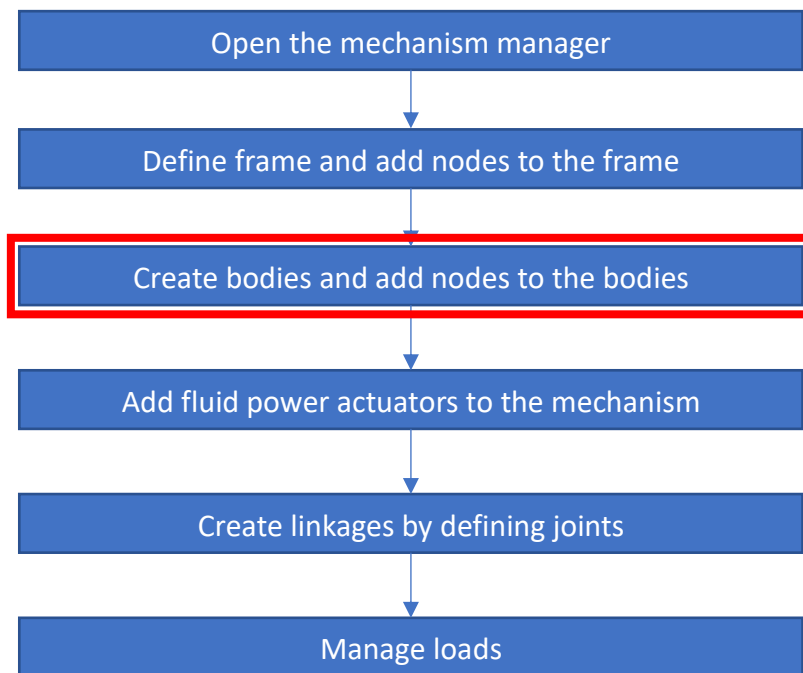 Open the mechanism manager
Define frame and add nodes to the frame
Create bodies and add nodes to the bodies
Add fluid power actuators to the mechanism
Create linkages by defining joints
Manage loads